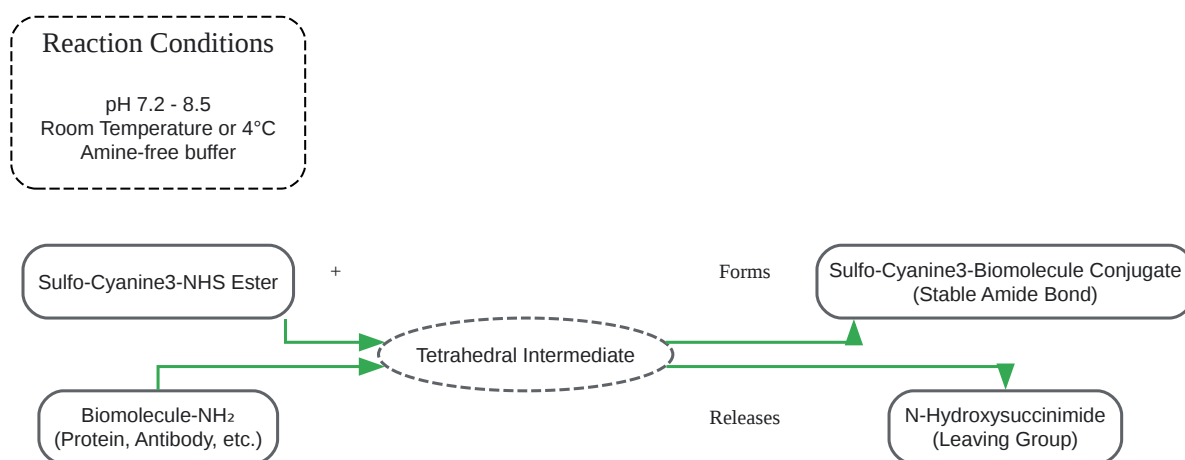 Reaction Conditions
pH 7.2 - 8.5
Room Temperature or 4°C
Amine-free buffer
Sulfo-Cyanine3-NHS Ester
+
Forms
Sulfo-Cyanine3-Biomolecule Conjugate
(Stable Amide Bond)
Tetrahedral Intermediate
Biomolecule-NH₂
(Protein, Antibody, etc.)
Releases
N-Hydroxysuccinimide
(Leaving Group)